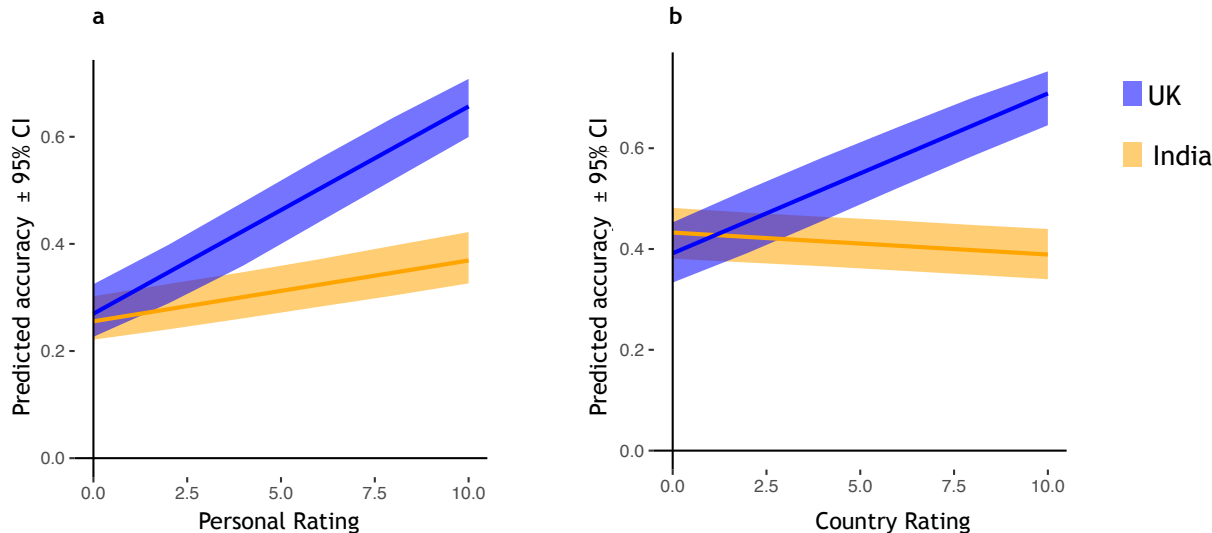 a
Predicted accuracy ± 95% CI
0.6
0.4
0.2
0.0
0.0 2.5 5.0 7.5 10.0
Personal Rating
b
Predicted accuracy ± 95% CI
0.6
0.4
0.2
0.0
0.0 2.5 5.0 7.5 10.0
Country Rating
UK
India